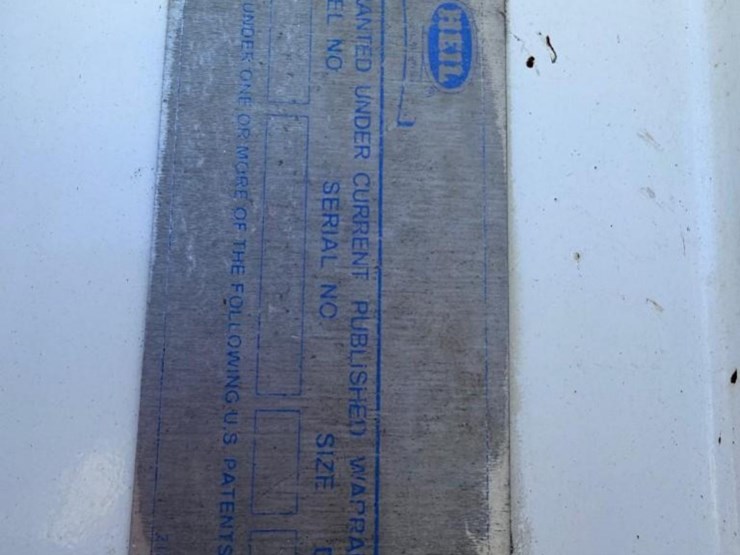 HEIL
ANTED UNDER CURRENT PUBLISHED WARRA
EL NO. SERIAL NO. SIZE
UNDER ONE OR MORE OF THE FOLLOWING U.S. PATENTS